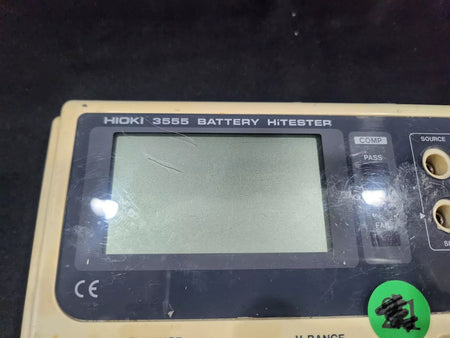 HIOKI 3555 BATTERY HiTESTER
COMP
PASS
FAIL
SOURCE
CE
V RANGE